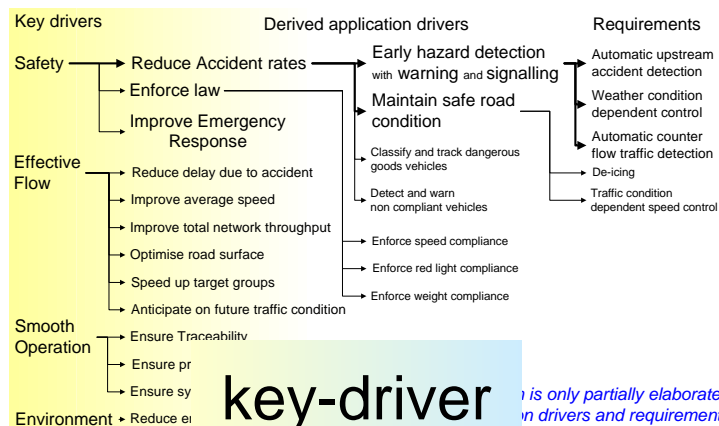 Key drivers
Derived application drivers
Requirements
Safety
Reduce Accident rates
Enforce law
Improve Emergency
Response
Early hazard detection
with warning and signalling
Maintain safe road
condition
Classify and track dangerous
goods vehicles
Detect and warn
non compliant vehicles
Enforce speed compliance
Enforce red light compliance
Enforce weight compliance
Automatic upstream
accident detection
Weather condition
dependent control
Automatic counter
flow traffic detection
De-icing
Traffic condition
dependent speed control
Effective
Flow
Reduce delay due to accident
Improve average speed
Improve total network throughput
Optimise road surface
Speed up target groups
Anticipate on future traffic condition
Smooth
Operation
Ensure Traceability
Ensure
Ensure
Environment
Reduce
key-driver
is only partially elaborate
drivers and requirement